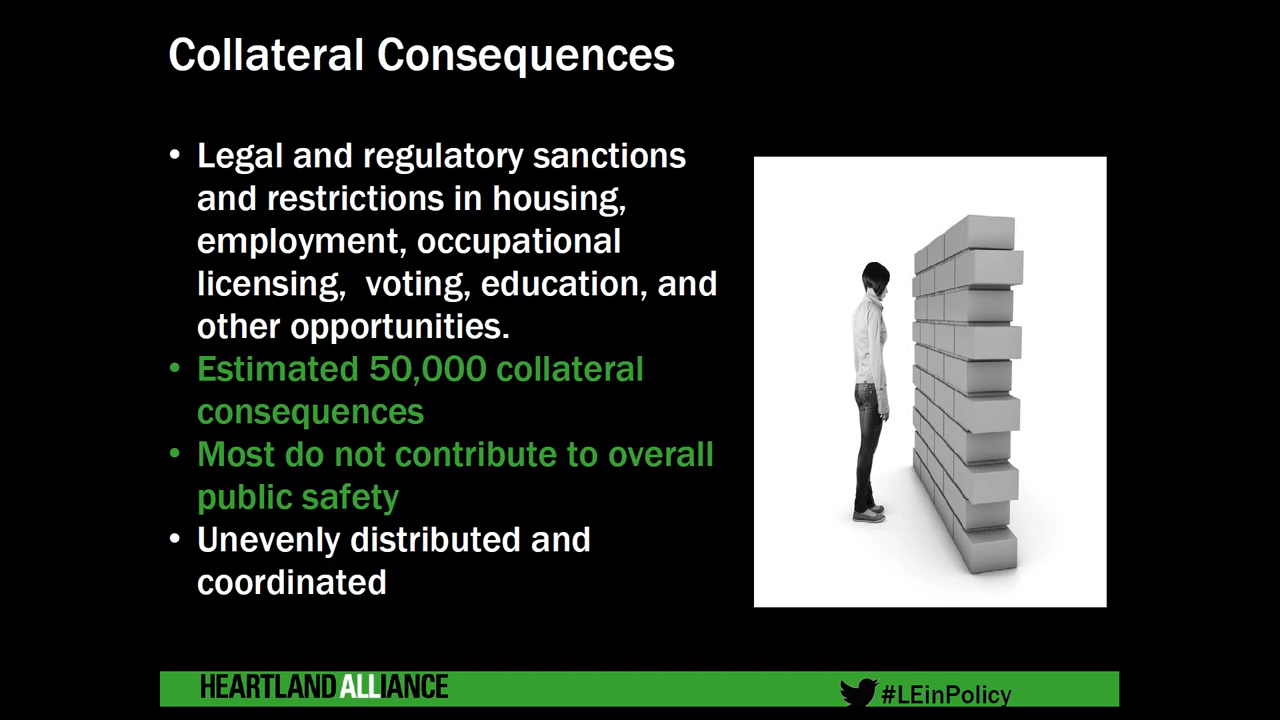 Collateral Consequences
• Legal and regulatory sanctions
and restrictions in housing,
employment, occupational
licensing,  voting, education, and
other opportunities.
• Estimated 50,000 collateral
consequences
• Most do not contribute to overall
public safety
• Unevenly distributed and
coordinated
HEARTLAND ALLIANCE
#LEinPolicy